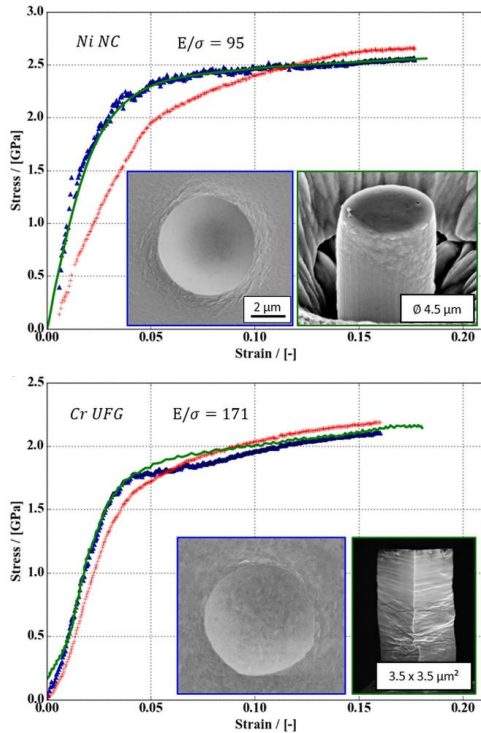 3.0
Ni NC E/σ = 95
2.5
2.0
Stress / [GPa]
1.5
1.0
0.5
2 μm
Ø 4.5 μm
0.0
0.00 0.05 0.10 0.15 0.20
Strain / [-]
2.5
Cr UFG E/σ = 171
2.0
1.5
Stress / [GPa]
1.0
0.5
3.5 x 3.5 μm²
0.0
0.00 0.05 0.10 0.15 0.20
Strain / [-]